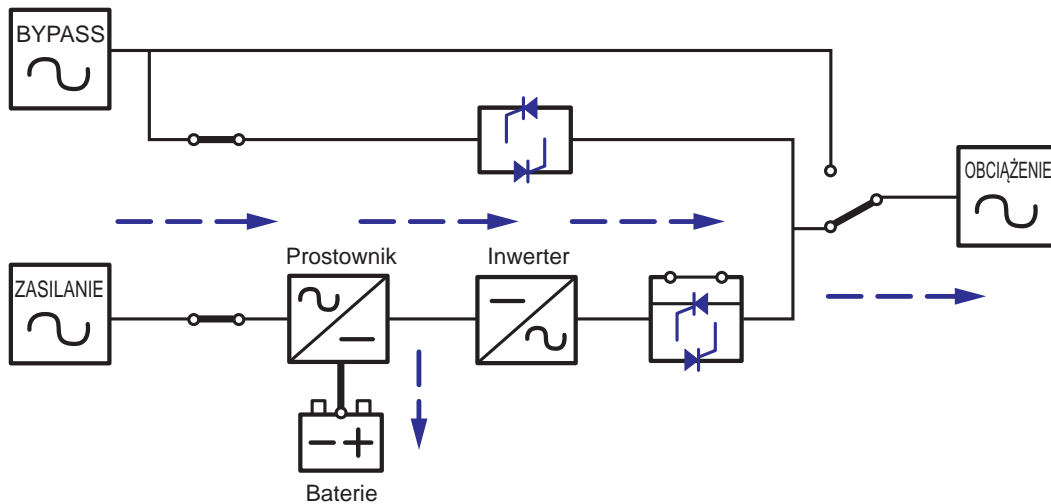 BYPASS
OBCIĄŻENIE
Prostownik
Inwerter
ZASILANIE
Baterie